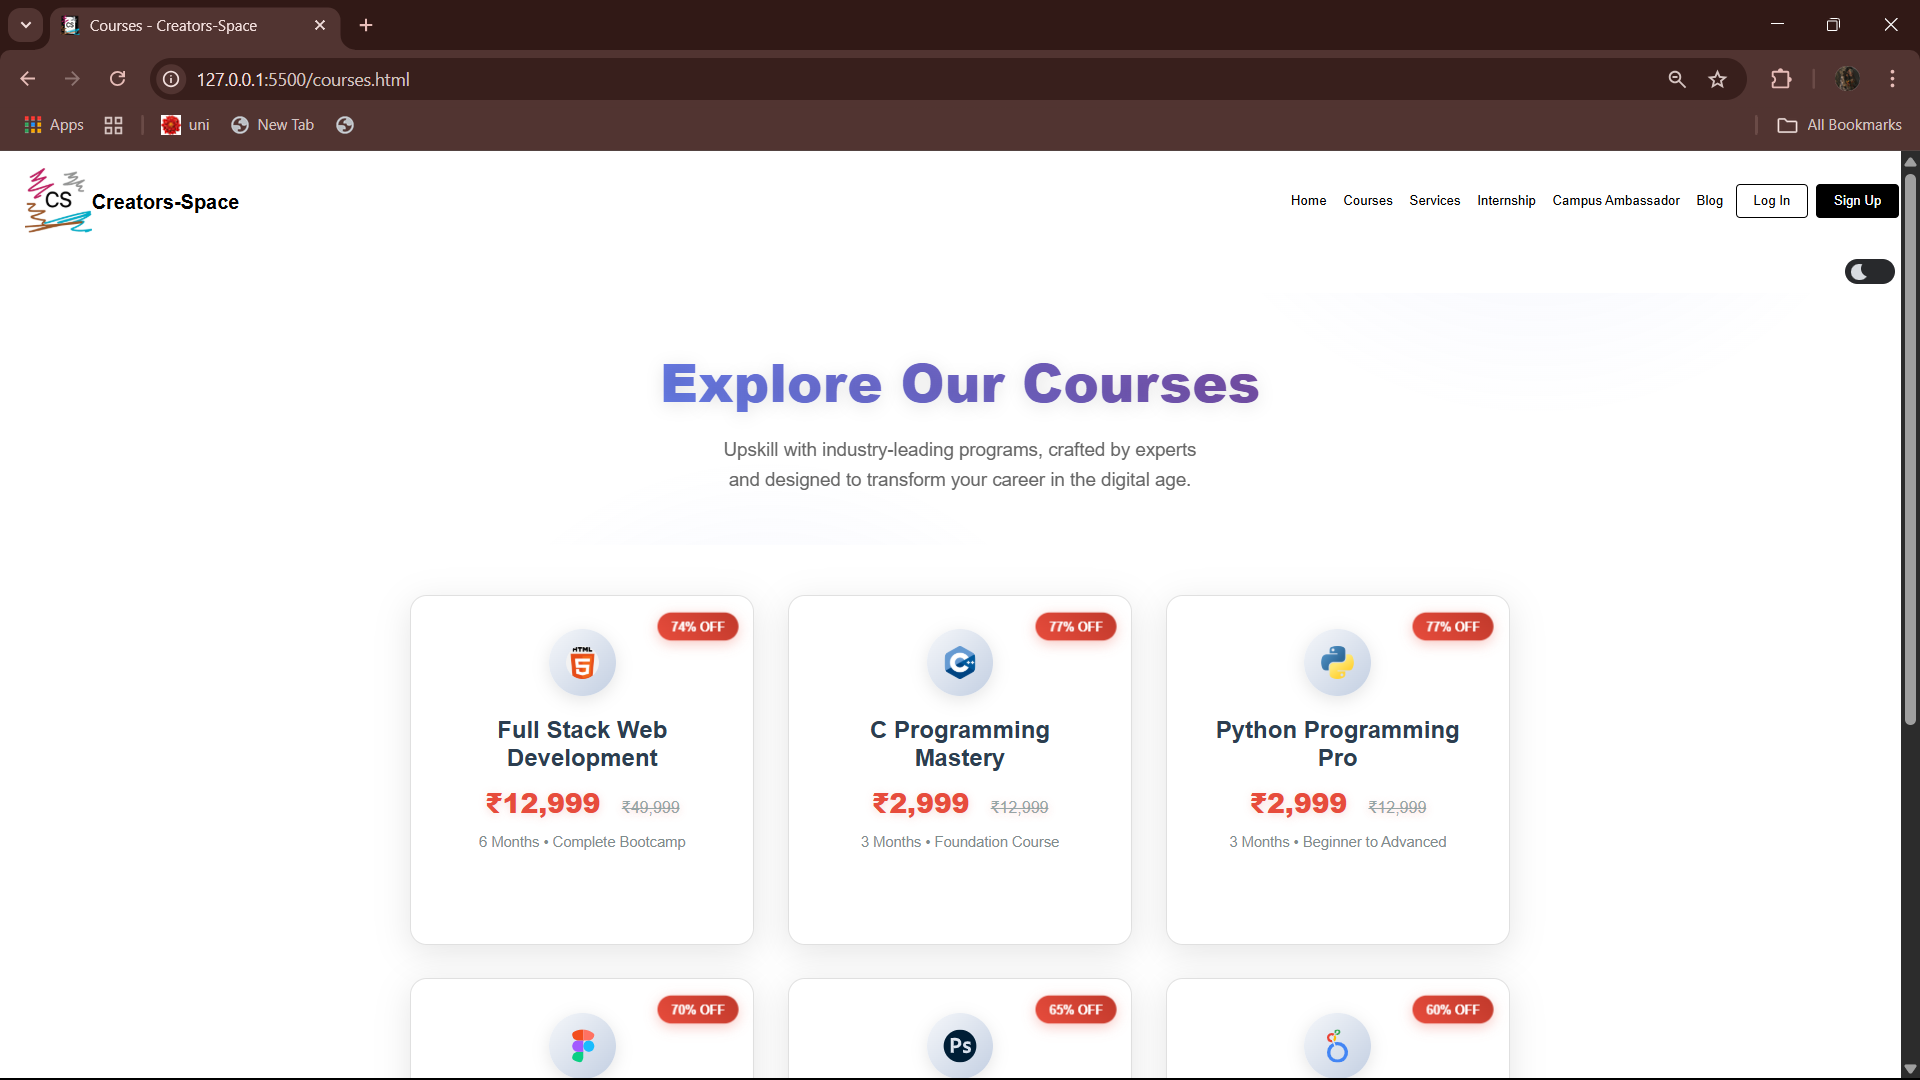 Courses - Creators-Space
127.0.0.1:5500/courses.html
Apps
uni
New Tab
All Bookmarks
CS
Creators-Space
Home
Courses
Services
Internship
Campus Ambassador
Blog
Log In
Sign Up
Explore Our Courses
Upskill with industry-leading programs, crafted by experts
and designed to transform your career in the digital age.
74% OFF
HTML
5
Full Stack Web
Development
₹12,999 ₹49,999
6 Months • Complete Bootcamp
77% OFF
C++
C Programming
Mastery
₹2,999 ₹12,999
3 Months • Foundation Course
77% OFF
Python Programming
Pro
₹2,999 ₹12,999
3 Months • Beginner to Advanced
70% OFF
65% OFF
Ps
60% OFF